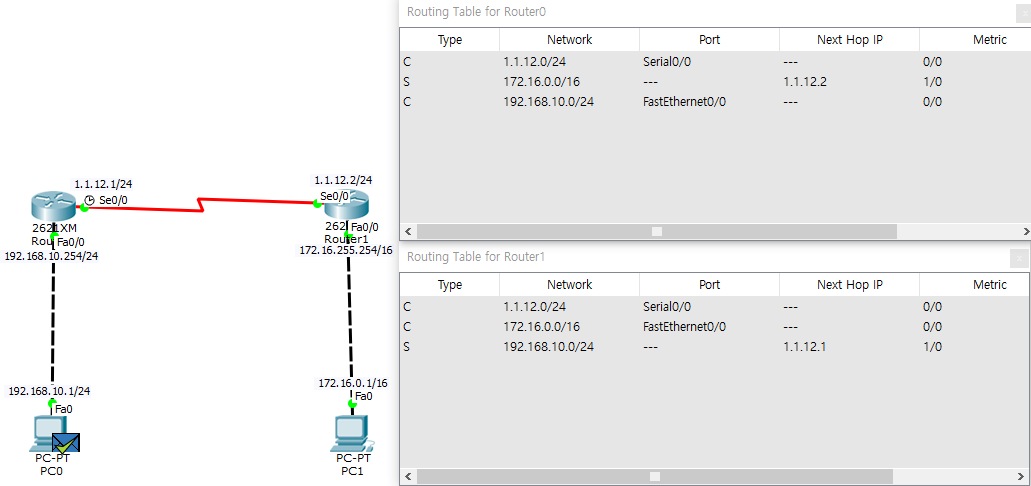 1.1.12.1/24
Se0/0
2621XM
Rou
Fa0/0
192.168.10.254/24
1.1.12.2/24
Se0/0
262
Fa0/0
Router1
172.16.255.254/16
192.168.10.1/24
Fa0
PC-PT
PC0
172.16.0.1/16
Fa0
PC-PT
PC1
Routing Table for Router0
Type Network Port Next Hop IP Metric
C 1.1.12.0/24 Serial0/0 --- 0/0
S 172.16.0.0/16 --- 1.1.12.2 1/0
C 192.168.10.0/24 FastEthernet0/0 --- 0/0
Routing Table for Router1
Type Network Port Next Hop IP Metric
C 1.1.12.0/24 Serial0/0 --- 0/0
C 172.16.0.0/16 FastEthernet0/0 --- 0/0
S 192.168.10.0/24 --- 1.1.12.1 1/0